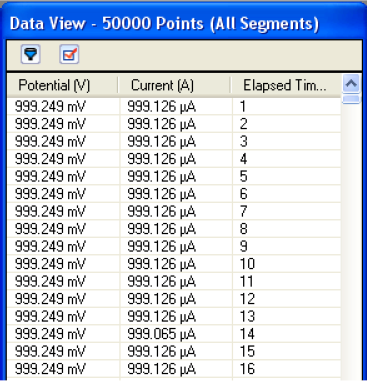 Data View - 50000 Points (All Segments)
Potential (V) Current (A) Elapsed Tim...
999.249 mV 999.126 µA 1
999.249 mV 999.126 µA 2
999.249 mV 999.126 µA 3
999.249 mV 999.126 µA 4
999.249 mV 999.126 µA 5
999.249 mV 999.126 µA 6
999.249 mV 999.126 µA 7
999.249 mV 999.126 µA 8
999.249 mV 999.126 µA 9
999.249 mV 999.126 µA 10
999.249 mV 999.126 µA 11
999.249 mV 999.126 µA 12
999.249 mV 999.126 µA 13
999.249 mV 999.065 µA 14
999.249 mV 999.126 µA 15
999.249 mV 999.126 µA 16